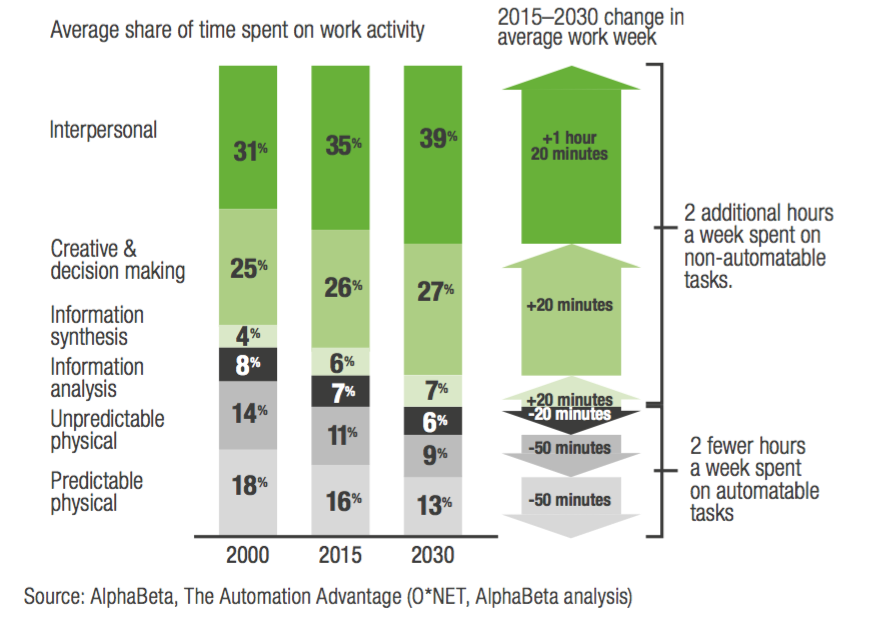 Average share of time spent on work activity
2015–2030 change in
average work week
Interpersonal
31%
35%
39%
+1 hour
20 minutes
Creative &
decision making
25%
26%
27%
+20 minutes
Information
synthesis
4%
6%
7%
+20 minutes
Information
analysis
8%
7%
6%
-20 minutes
Unpredictable
physical
14%
11%
9%
-50 minutes
Predictable
physical
18%
16%
13%
-50 minutes
2 additional hours
a week spent on
non-automatable
tasks.
2 fewer hours
a week spent
on automatable
tasks
2000
2015
2030
Source: AlphaBeta, The Automation Advantage (O*NET, AlphaBeta analysis)